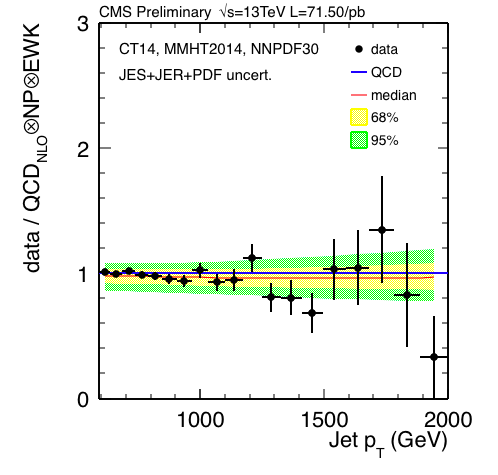 CMS Preliminary √s=13TeV L=71.50/pb
3
CT14, MMHT2014, NNPDF30
JES+JER+PDF uncert.
data
QCD
median
68%
95%
data / QCD_NLO⊗NP⊗EWK
2
1
0
1000 1500 2000
Jet p_T (GeV)